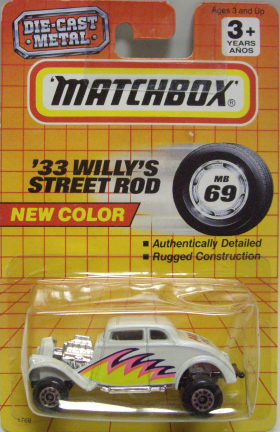 DIE-CAST
METAL
Ages 3 and Up
3+
YEARS
AÑOS
"MATCHBOX"®
'33 WILLY'S
STREET ROD
MB
69
NEW COLOR
■ Authentically Detailed
■ Rugged Construction